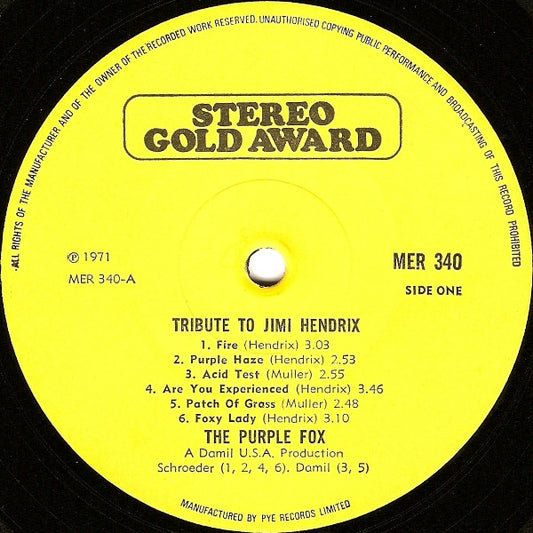 ALL RIGHTS OF THE MANUFACTURER AND OF THE OWNER OF THE RECORDED WORK RESERVED. UNAUTHORISED COPYING PUBLIC PERFORMANCE AND BROADCASTING OF THIS RECORD PROHIBITED
STEREO
GOLD AWARD
℗ 1971
MER 340-A
MER 340
SIDE ONE
TRIBUTE TO JIMI HENDRIX
1. Fire (Hendrix) 3.03
2. Purple Haze (Hendrix) 2.53
3. Acid Test (Muller) 2.55
4. Are You Experienced (Hendrix) 3.46
5. Patch Of Grass (Muller) 2.48
6. Foxy Lady (Hendrix) 3.10
THE PURPLE FOX
A Damil U.S.A. Production
Schroeder (1, 2, 4, 6). Damil (3, 5)
MANUFACTURED BY PYE RECORDS LIMITED